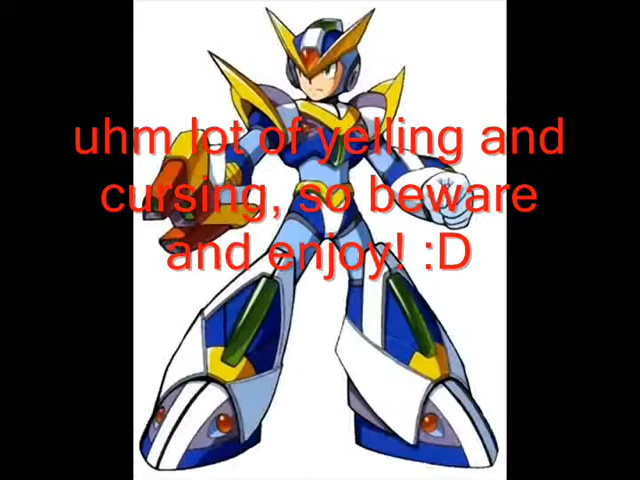 uhm lot of yelling and
cursing, so beware
and enjoy! :D